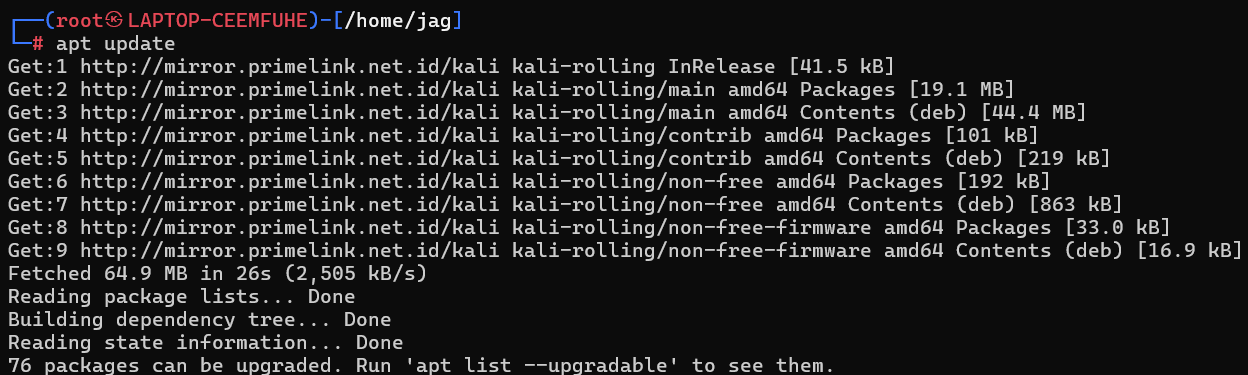 ┌──(root㉿LAPTOP-CEEMFUHE)-[/home/jag]
└─# apt update
Get:1 http://mirror.primelink.net.id/kali kali-rolling InRelease [41.5 kB]
Get:2 http://mirror.primelink.net.id/kali kali-rolling/main amd64 Packages [19.1 MB]
Get:3 http://mirror.primelink.net.id/kali kali-rolling/main amd64 Contents (deb) [44.4 MB]
Get:4 http://mirror.primelink.net.id/kali kali-rolling/contrib amd64 Packages [101 kB]
Get:5 http://mirror.primelink.net.id/kali kali-rolling/contrib amd64 Contents (deb) [219 kB]
Get:6 http://mirror.primelink.net.id/kali kali-rolling/non-free amd64 Packages [192 kB]
Get:7 http://mirror.primelink.net.id/kali kali-rolling/non-free amd64 Contents (deb) [863 kB]
Get:8 http://mirror.primelink.net.id/kali kali-rolling/non-free-firmware amd64 Packages [33.0 kB]
Get:9 http://mirror.primelink.net.id/kali kali-rolling/non-free-firmware amd64 Contents (deb) [16.9 kB]
Fetched 64.9 MB in 26s (2,505 kB/s)
Reading package lists... Done
Building dependency tree... Done
Reading state information... Done
76 packages can be upgraded. Run 'apt list --upgradable' to see them.